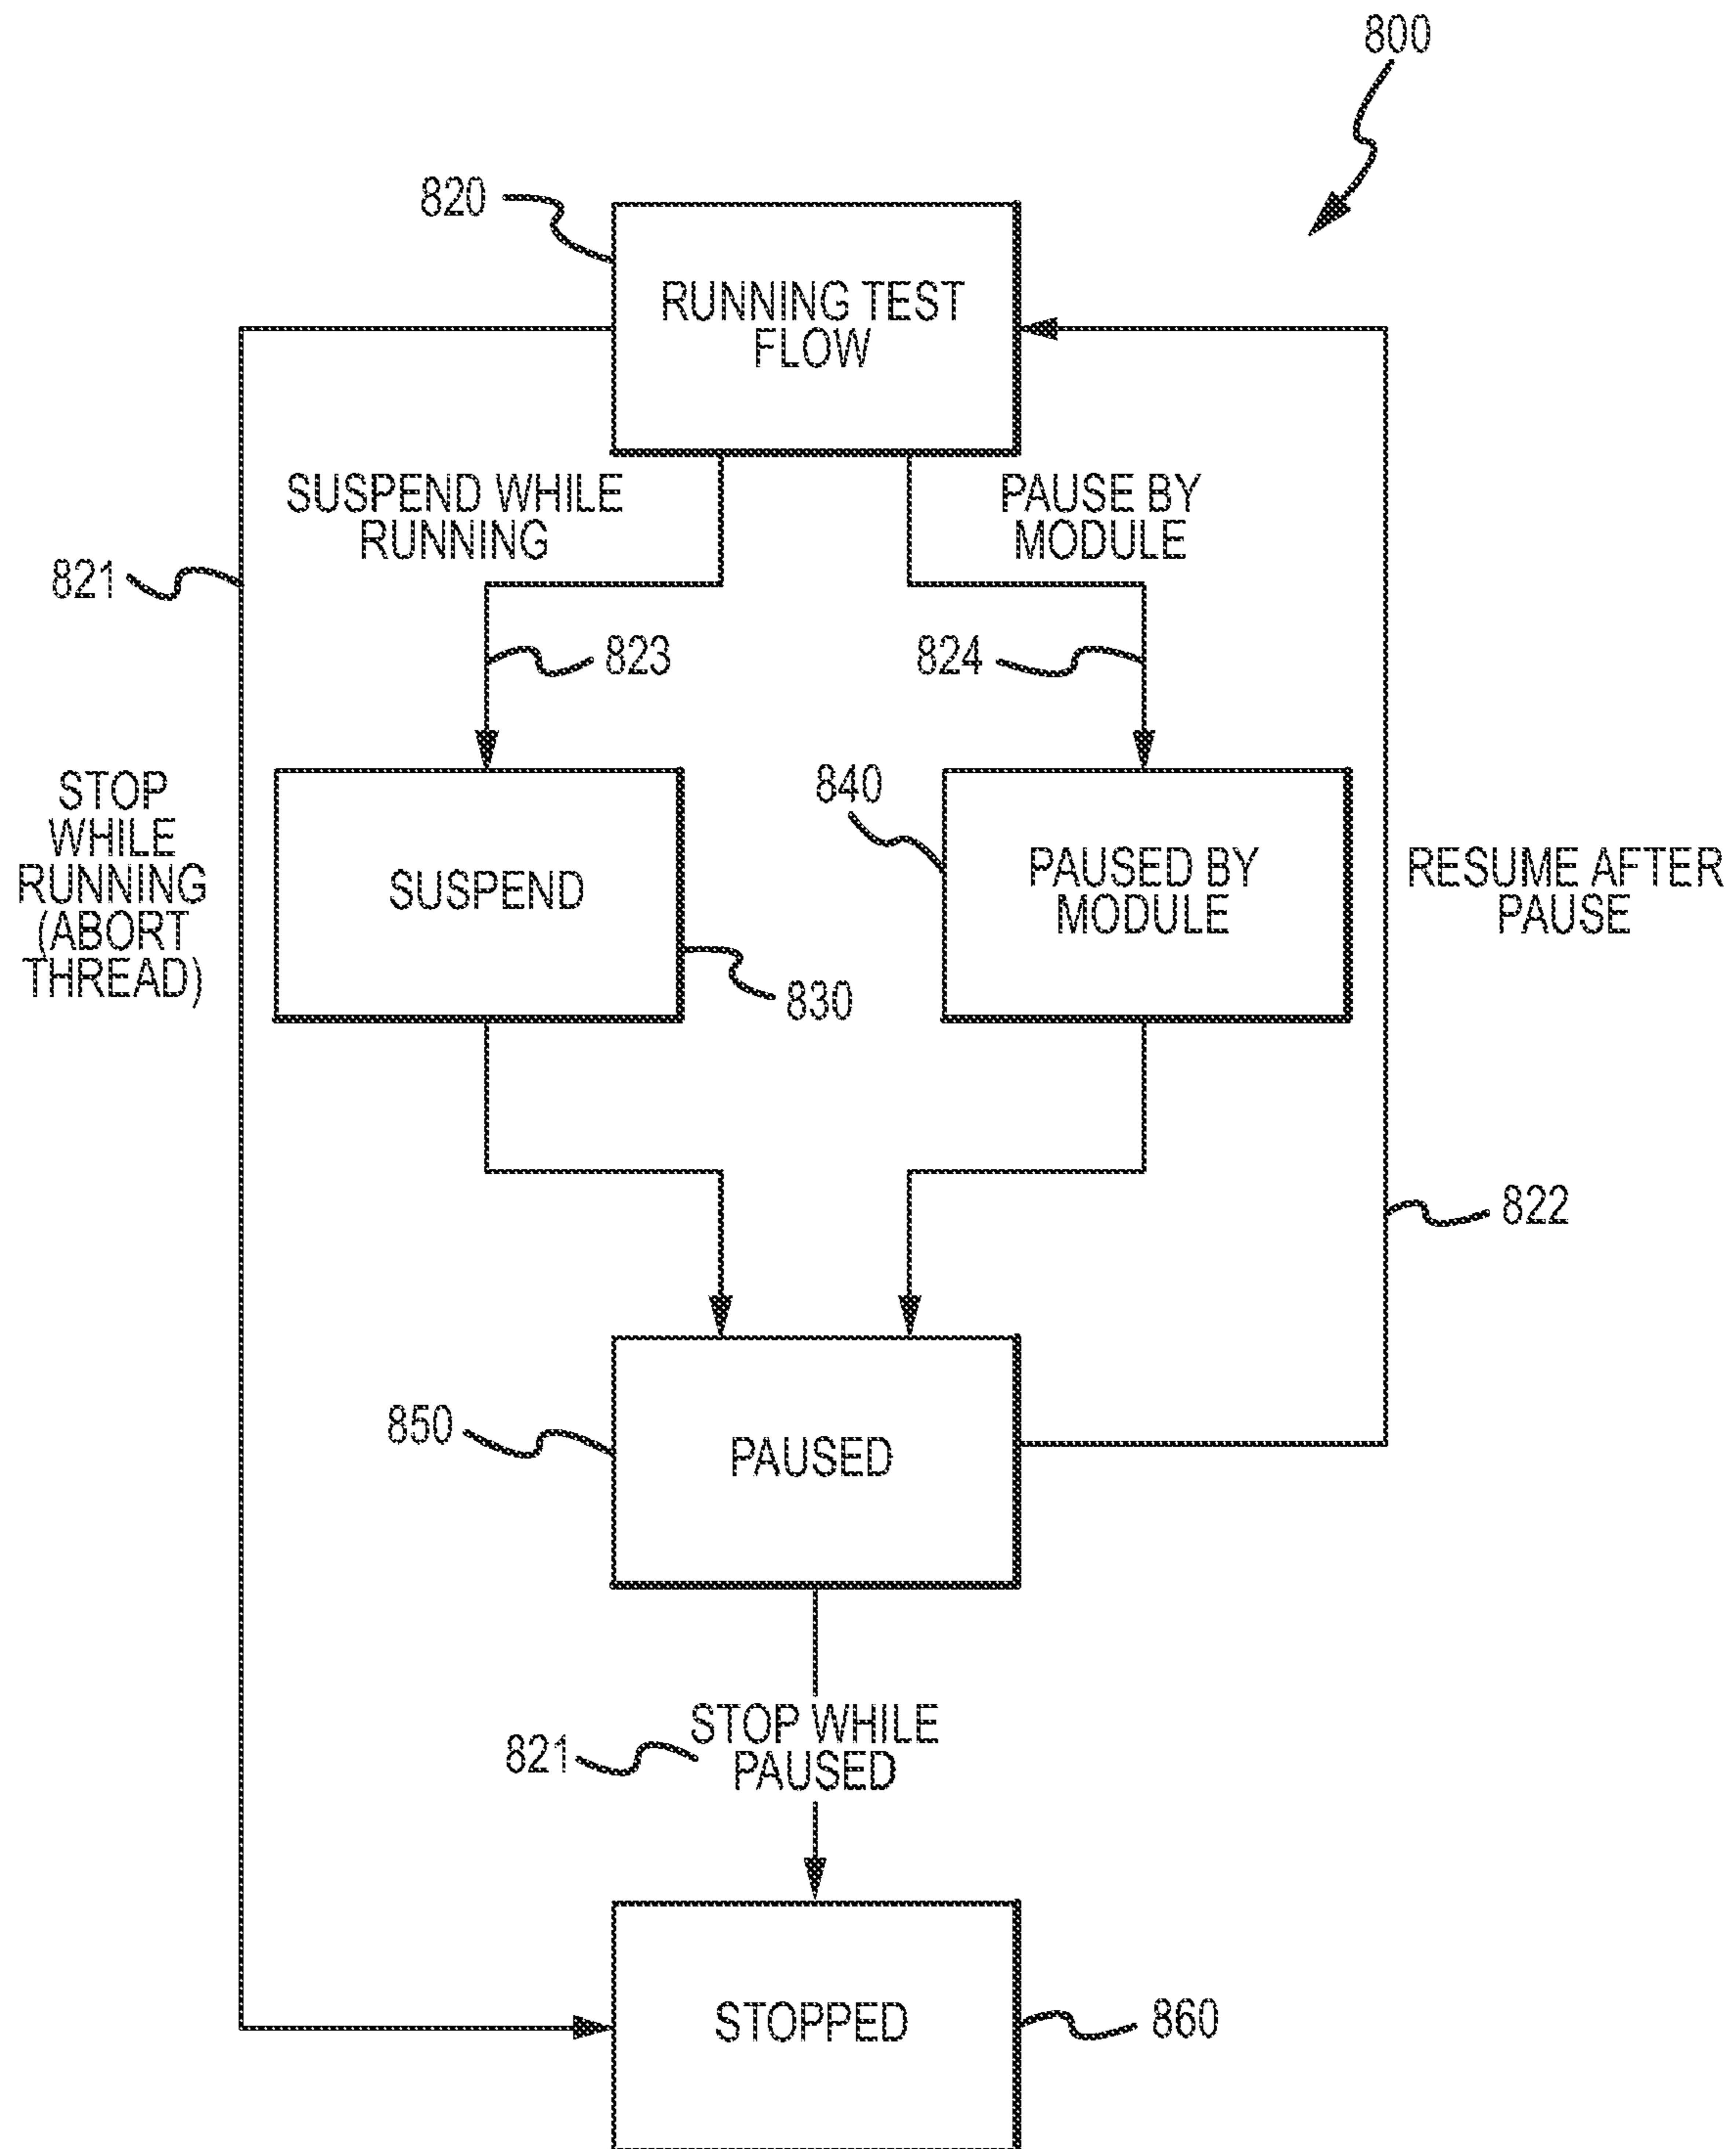 800
820
RUNNING TEST
FLOW
SUSPEND WHILE
RUNNING
PAUSE BY
MODULE
821
823
824
STOP
WHILE
RUNNING
(ABORT
THREAD)
SUSPEND
830
840
PAUSED BY
MODULE
RESUME AFTER
PAUSE
822
850
PAUSED
821
STOP WHILE
PAUSED
STOPPED
860